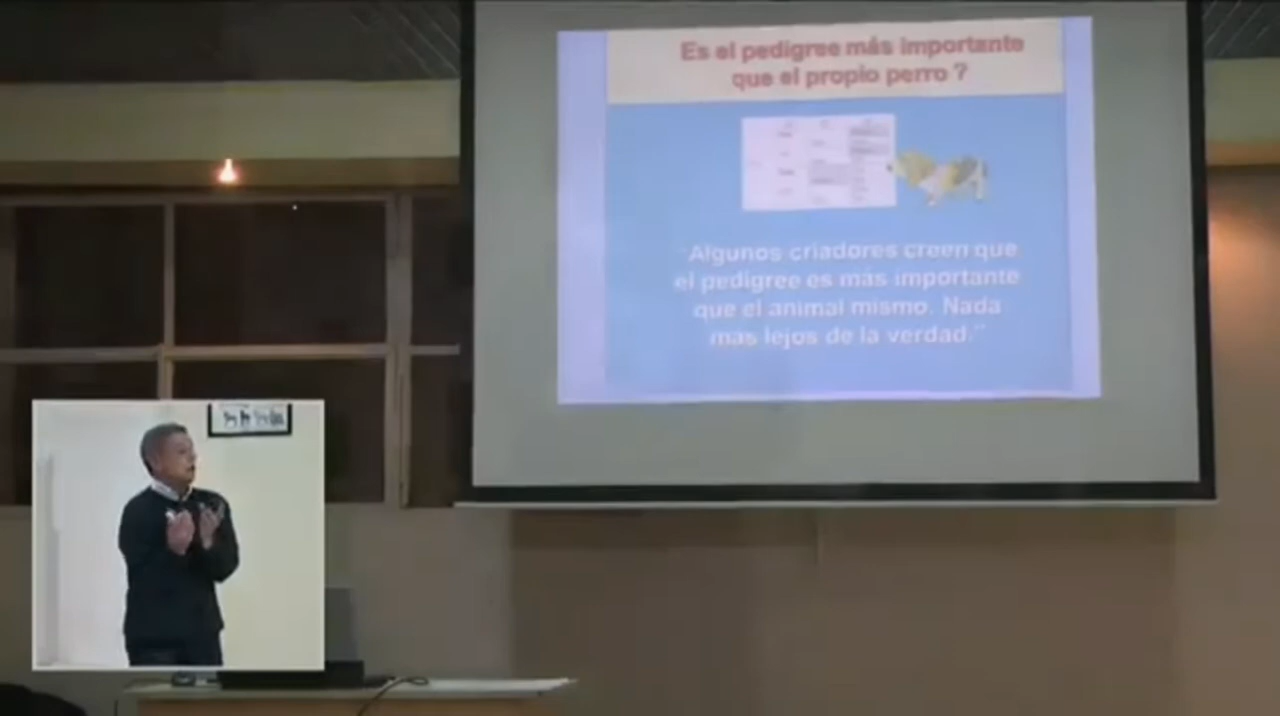 Es el pedigree más importante
que el propio perro ?
"Algunos criadores creen que
el pedigree es más importante
que el animal mismo. Nada
mas lejos de la verdad."